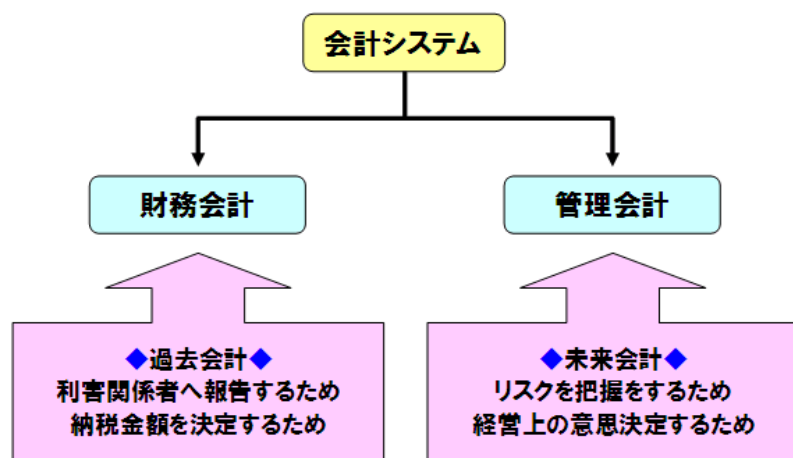 会計システム
財務会計
管理会計
◆過去会計◆
利害関係者へ報告するため
納税金額を決定するため
◆未来会計◆
リスクを把握をするため
経営上の意思決定するため